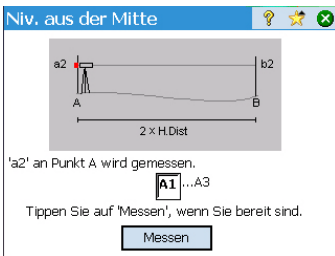 Niv. aus der Mitte
a2 b2
A B
2 × H.Dist
'a2' an Punkt A wird gemessen.
A1 ...A3
Tippen Sie auf 'Messen', wenn Sie bereit sind.
Messen